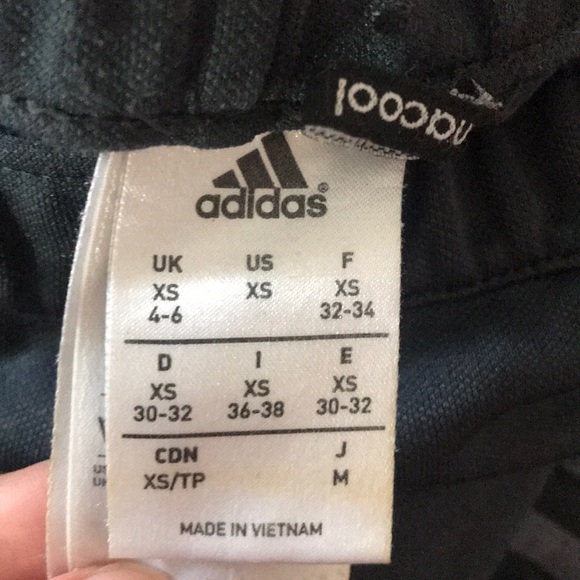 nacool
adidas®
UK US F
XS XS XS
4-6 32-34
D I E
XS XS XS
30-32 36-38 30-32
CDN J
XS/TP M
MADE IN VIETNAM